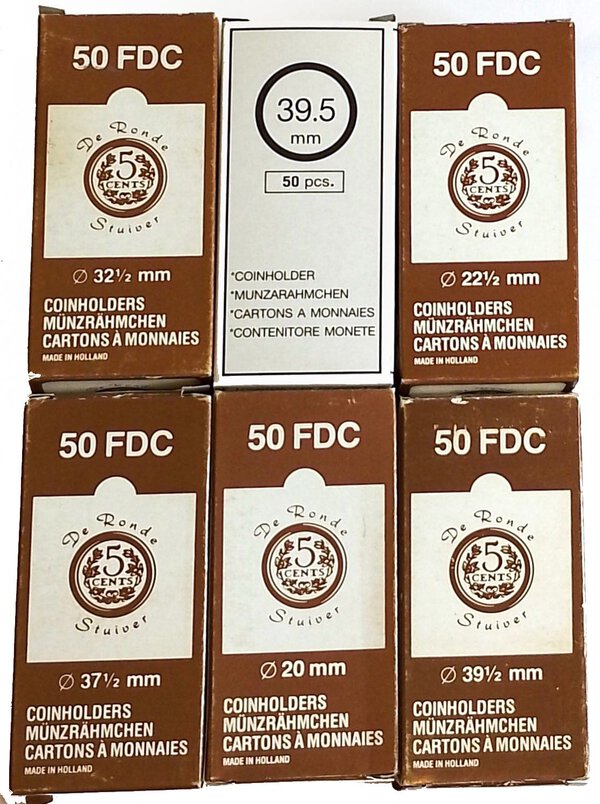 50 FDC
De Ronde
5
CENTS
Stuiver
Ø 32½ mm
COINHOLDERS
MÜNZRÄHMCHEN
CARTONS À MONNAIES
MADE IN HOLLAND
39.5
mm
50 pcs.
*COINHOLDER
*MUNZARAHMCHEN
*CARTONS A MONNAIES
*CONTENITORE MONETE
50 FDC
De Ronde
5
CENTS
Stuiver
Ø 22½ mm
COINHOLDERS
MÜNZRÄHMCHEN
CARTONS À MONNAIES
MADE IN HOLLAND
50 FDC
De Ronde
5
CENTS
Stuiver
Ø 37½ mm
COINHOLDERS
MÜNZRÄHMCHEN
CARTONS À MONNAIES
MADE IN HOLLAND
50 FDC
De Ronde
5
CENTS
Stuiver
Ø 20 mm
COINHOLDERS
MÜNZRÄHMCHEN
CARTONS À MONNAIES
MADE IN HOLLAND
50 FDC
De Ronde
5
CENTS
Stuiver
Ø 39½ mm
COINHOLDERS
MÜNZRÄHMCHEN
CARTONS À MONNAIES
MADE IN HOLLAND